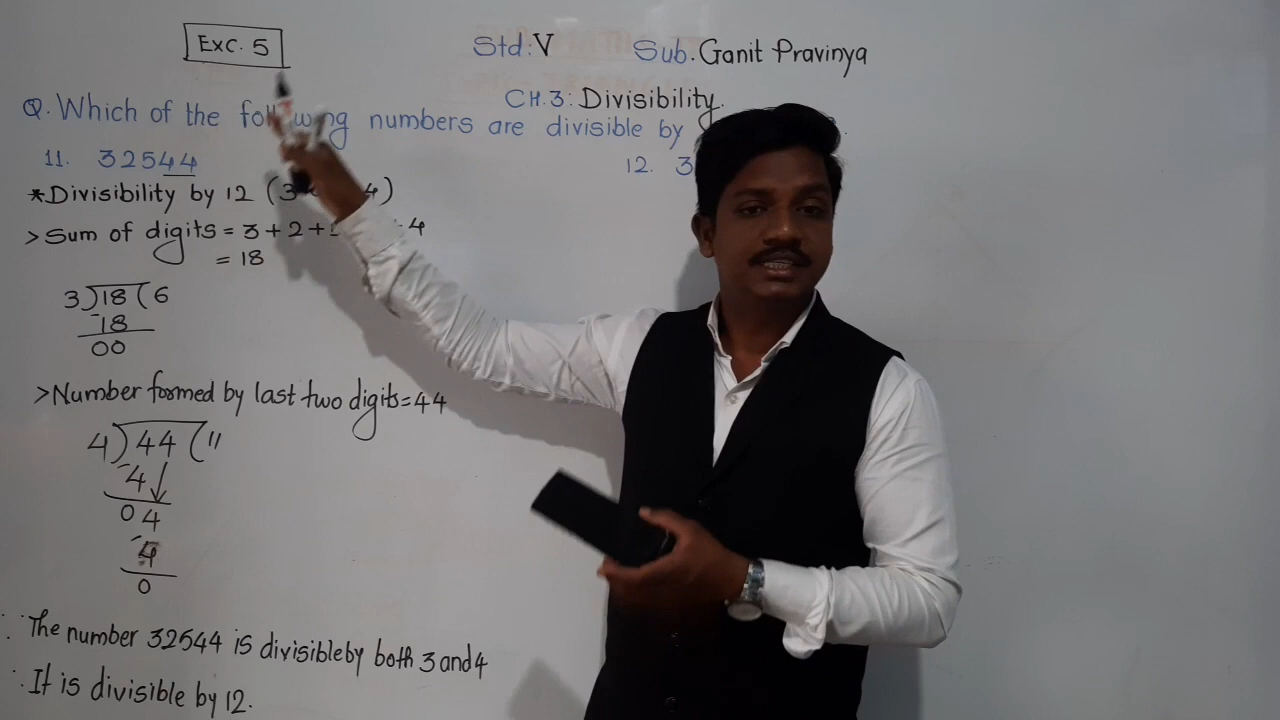 Exc. 5
Std: V Sub. Ganit Pravinya
CH.3: Divisibility.
Q. Which of the following numbers are divisible by
11. 32544
12. 3
*Divisibility by 12 (3 4)
> Sum of digits = 3+2+ 4
= 18
3)18(6
-18
00
> Number formed by last two digits=44
4)44(11
-4
04
-4
0
∴ The number 32544 is divisible by both 3 and 4
∴ It is divisible by 12.